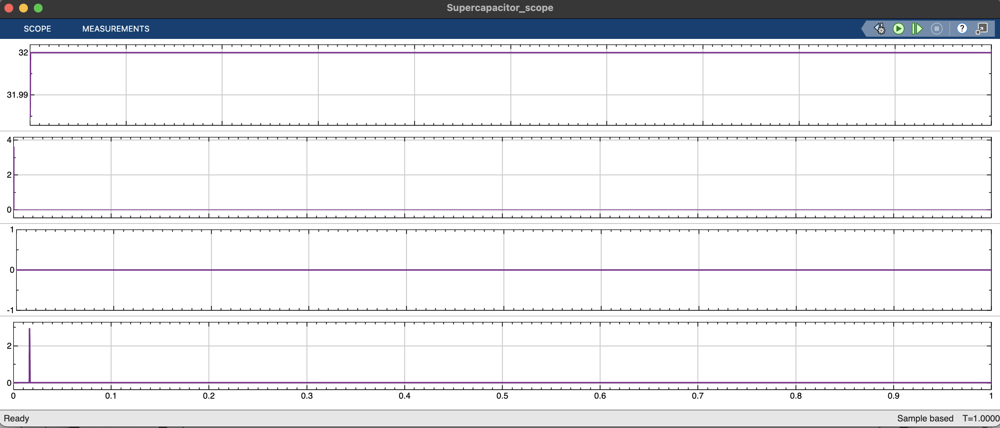 Supercapacitor_scope
SCOPE MEASUREMENTS ?
32
31.99
4
2
0
1
0
-1
2
0
0 0.1 0.2 0.3 0.4 0.5 0.6 0.7 0.8 0.9 1
Ready Sample based T=1.0000